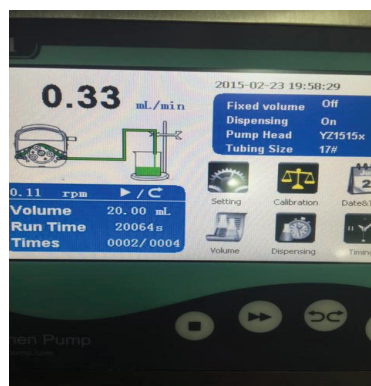 2015-02-23 19:58:29
0.33 mL/min
Fixed volume Off
Dispensing On
Pump Head YZ1515x
Tubing Size 17#
0.11 rpm
Volume 20.00 mL
Run Time 20064s
Times 0002/0004
Setting
Calibration
2
Volume
Dispensing
Pump